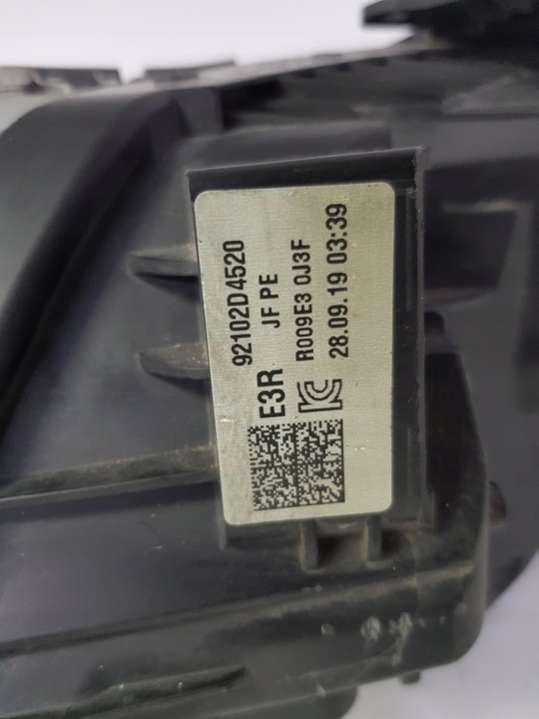 92102D4520
E3R JF PE
R009E3 0J3F
28.09.19 03:39